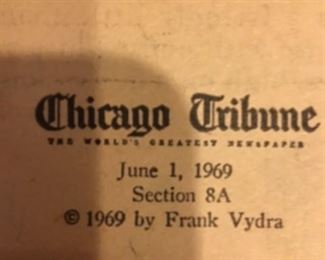 Chicago Tribune
THE WORLD'S GREATEST NEWSPAPER
June 1, 1969
Section 8A
© 1969 by Frank Vydra